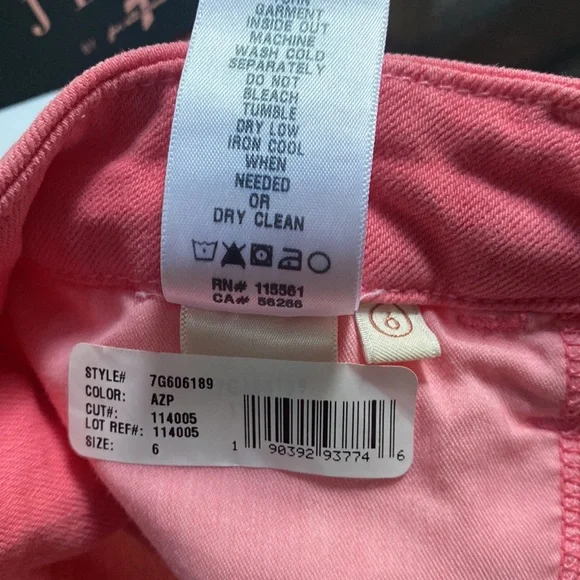 BY
GARMENT
INSIDE OUT
MACHINE
WASH COLD
SEPARATELY
DO NOT
BLEACH
TUMBLE
DRY LOW
IRON COOL
WHEN
NEEDED
OR
DRY CLEAN
RN# 115561
CA# 56266
6
STYLE# 7G606189
COLOR: AZP
CUT#: 114005
LOT REF#: 114005
SIZE: 6
1 90392 93774 6